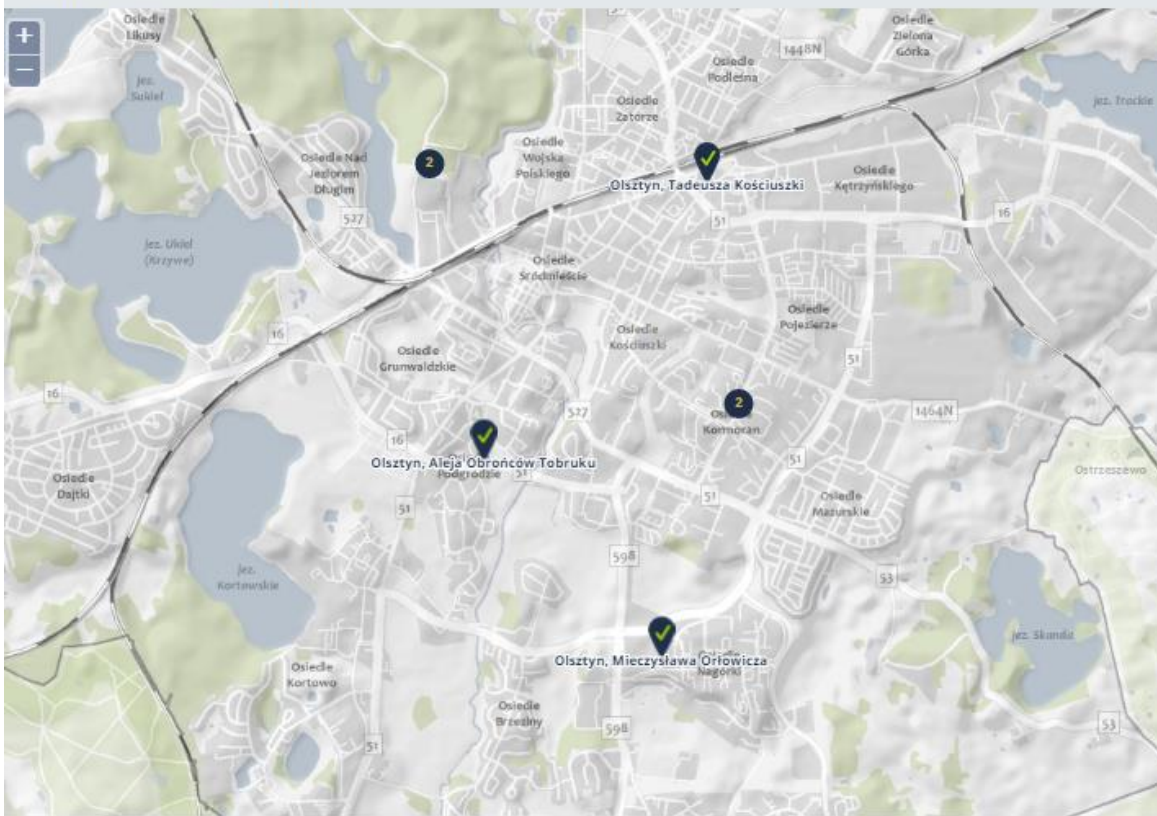 +
−
Osiedle
Likusy
jez.
Sukiel
Osiedle Nad
Jeziorem
Długim
527
jez. Ukiel
(Krzywe)
2
Osiedle
Wojska
Polskiego
Osiedle
Zatorze
Osiedle
Podleśna
1448N
Osiedle
Zielona
Górka
jez. Trackie
Olsztyn, Tadeusza Kościuszki
51
Osiedle
Kętrzyńskiego
16
Osiedle
Śródmieście
Osiedle
Kościuszki
Osiedle
Pojezierze
51
16
16
Osiedle
Grunwaldzkie
527
2
Osiedle
Kormoran
1464N
16
Olsztyn, Aleja Obrońców Tobruku
Podgrodzie
51
51
51
51
Osiedle
Dajtki
Osiedle
Mazurskie
Ostrzeszewo
jez.
Kortowskie
598
53
Olsztyn, Mieczysława Orłowicza
Nagórki
jez. Skanda
Osiedle
Kortowo
Osiedle
Brzeziny
598
51
53